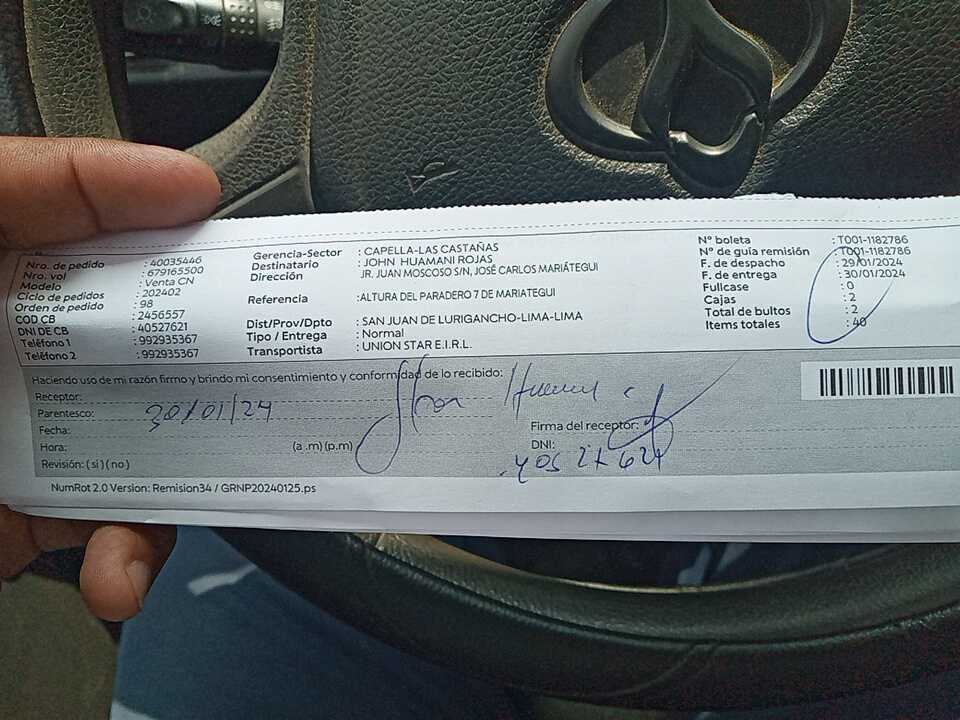 Nro. de pedido : 40035446
Nro. vol : 679165500
Modelo : Venta CN
Ciclo de pedidos : 202402
Orden de pedido : 98
COD CB : 2456557
DNI DE CB : 40527621
Teléfono 1 : 992935367
Teléfono 2 : 992935367
Gerencia-Sector : CAPELLA-LAS CASTAÑAS
Destinatario : JOHN HUAMANI ROJAS
Dirección : JR. JUAN MOSCOSO S/N, JOSÉ CARLOS MARIÁTEGUI
Referencia : ALTURA DEL PARADERO 7 DE MARIATEGUI
Dist/Prov/Dpto : SAN JUAN DE LURIGANCHO-LIMA-LIMA
Tipo / Entrega : Normal
Transportista : UNION STAR E.I.R.L.
N° boleta : T001-1182786
N° de guia remisión : T001-1182786
F. de despacho : 29/01/2024
F. de entrega : 30/01/2024
Fullcase : 0
Cajas : 2
Total de bultos : 2
Items totales : 40
Haciendo uso de mi razón firmo y brindo mi consentimiento y conformidad de lo recibido:
Receptor:
Parentesco:
Fecha: 30/01/24
Hora: (a .m) (p.m)
Revisión: ( si ) ( no )
Firma del receptor:
DNI:
NumRot 2.0 Version: Remision34 / GRNP20240125.ps